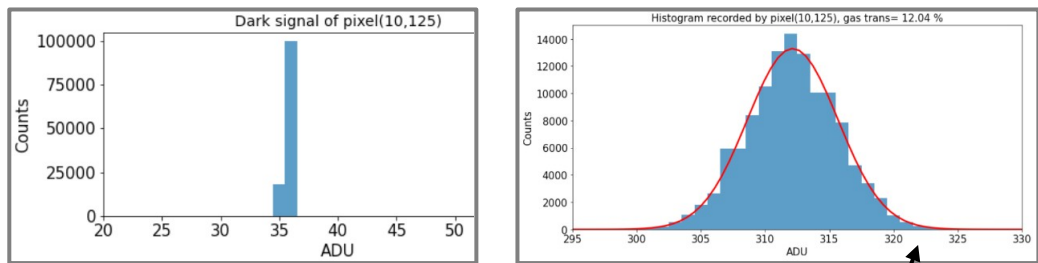 Dark signal of pixel(10,125)
100000
75000
50000
25000
0
Counts
20 25 30 35 40 45 50
ADU
Histogram recorded by pixel(10,125), gas trans= 12.04 %
14000
12000
10000
8000
6000
4000
2000
0
Counts
295 300 305 310 315 320 325 330
ADU